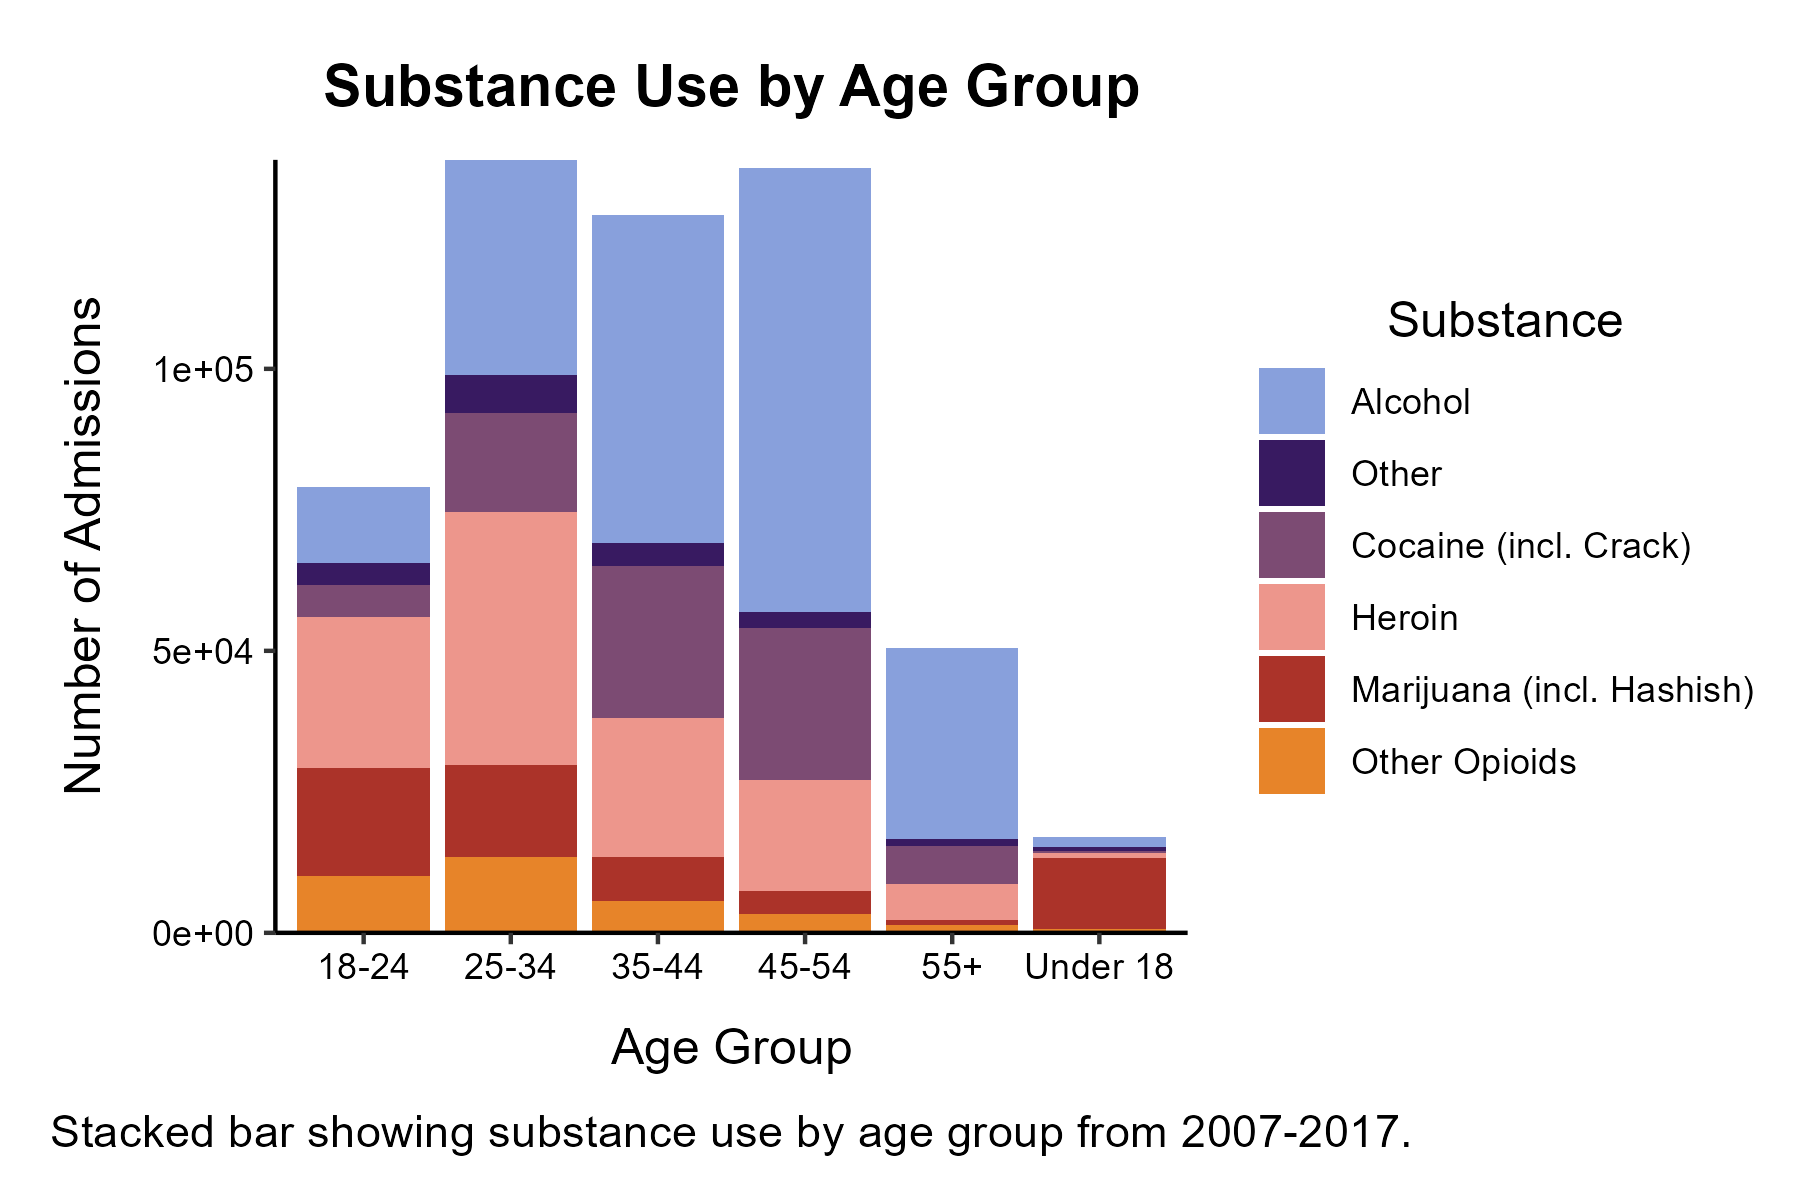 Substance Use by Age Group
Number of Admissions
1e+05
5e+04
0e+00
18-24
25-34
35-44
45-54
55+
Under 18
Age Group
Substance
Alcohol
Other
Cocaine (incl. Crack)
Heroin
Marijuana (incl. Hashish)
Other Opioids
Stacked bar showing substance use by age group from 2007-2017.